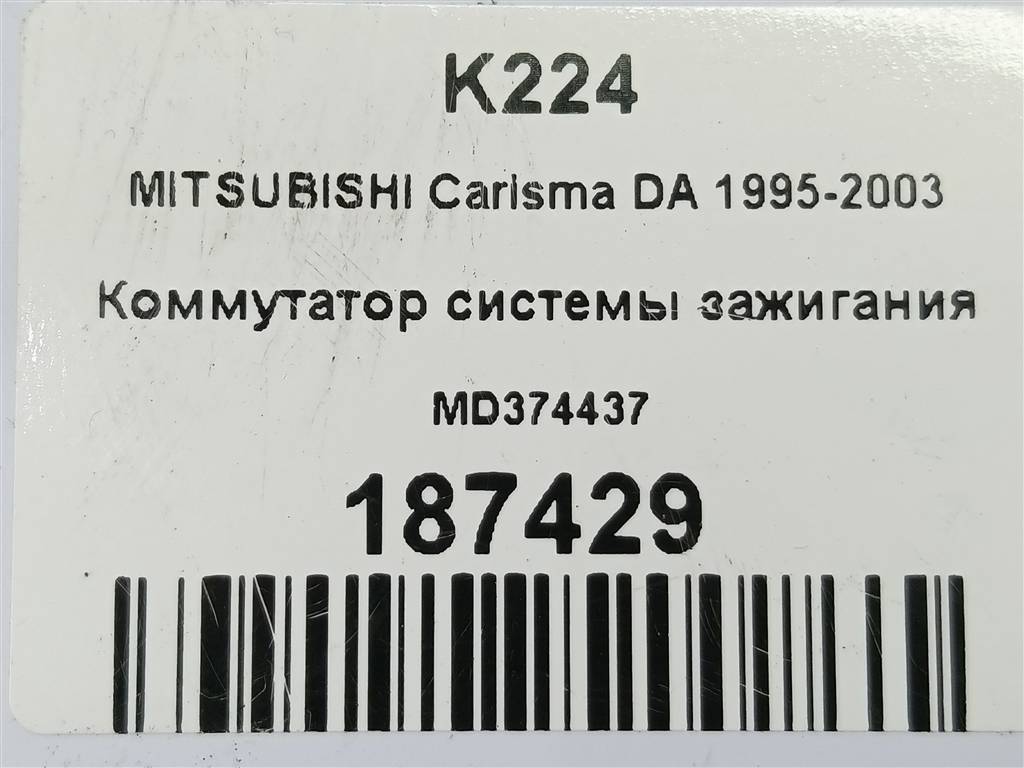 K224
MITSUBISHI Carisma DA 1995-2003
Коммутатор системы зажигания
MD374437
187429